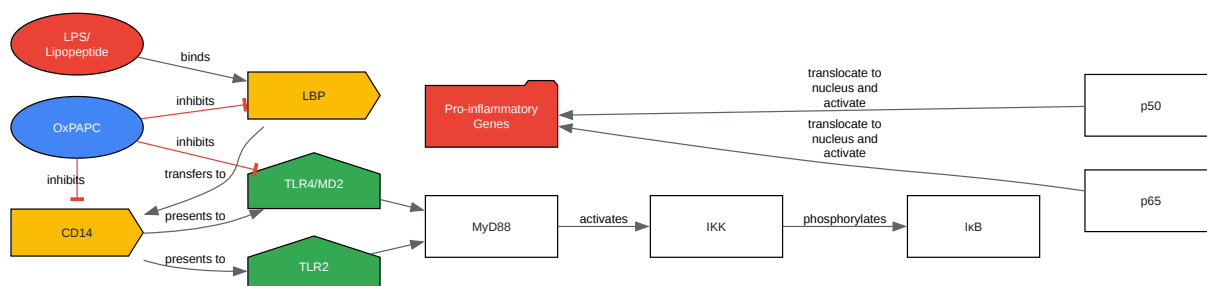 LPS/
Lipopeptide
binds
LBP
inhibits
OxPAPC
inhibits
inhibits
transfers to
CD14
presents to
TLR4/MD2
presents to
TLR2
MyD88
activates
IKK
phosphorylates
IκB
Pro-inflammatory
Genes
translocate to
nucleus and
activate
translocate to
nucleus and
activate
p50
p65